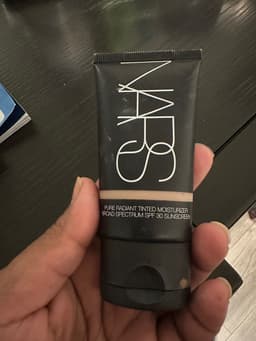 NARS
PURE RADIANT TINTED MOISTURIZER
BROAD SPECTRUM SPF 30 SUNSCREEN